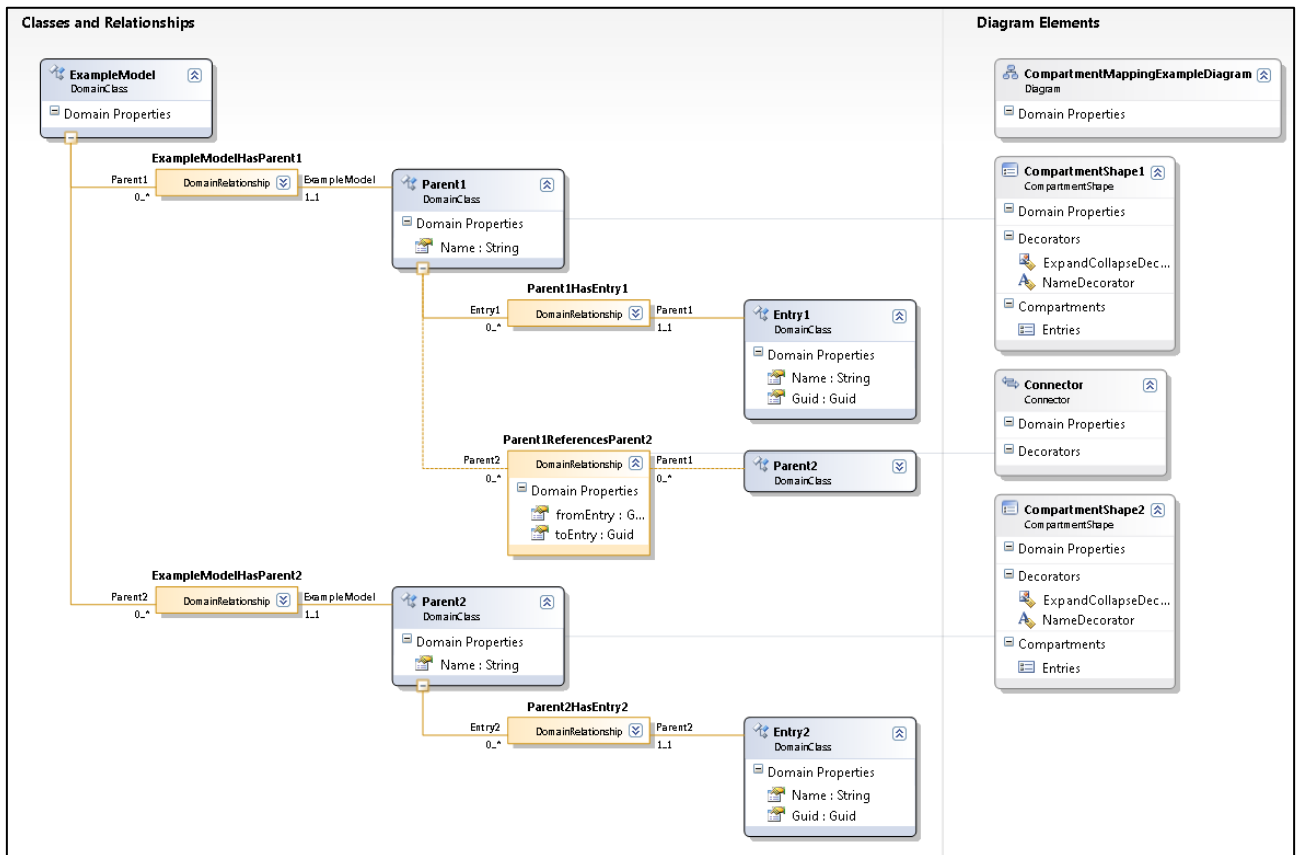 Classes and Relationships
Diagram Elements
ExampleModel
DomainClass
Domain Properties
CompartmentMappingExampleDiagram
Diagram
Domain Properties
ExampleModelHasParent1
Parent1
0..*
DomainRelationship
ExampleModel
1..1
Parent1
DomainClass
Domain Properties
Name : String
CompartmentShape1
CompartmentShape
Domain Properties
Decorators
ExpandCollapseDec...
NameDecorator
Compartments
Entries
Parent1HasEntry1
Entry1
0..*
DomainRelationship
Parent1
1..1
Entry1
DomainClass
Domain Properties
Name : String
Guid : Guid
Connector
Connector
Domain Properties
Decorators
Parent1ReferencesParent2
Parent2
0..*
DomainRelationship
Domain Properties
fromEntry : G...
toEntry : Guid
Parent1
0..*
Parent2
DomainClass
CompartmentShape2
CompartmentShape
Domain Properties
Decorators
ExpandCollapseDec...
NameDecorator
Compartments
Entries
ExampleModelHasParent2
Parent2
0..*
DomainRelationship
ExampleModel
1..1
Parent2
DomainClass
Domain Properties
Name : String
Parent2HasEntry2
Entry2
0..*
DomainRelationship
Parent2
1..1
Entry2
DomainClass
Domain Properties
Name : String
Guid : Guid